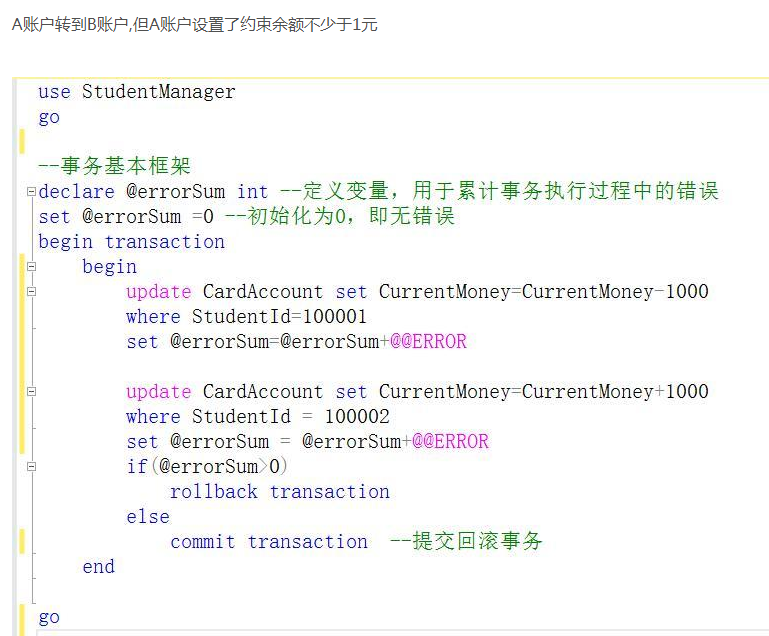 A账户转到B账户,但A账户设置了约束余额不少于1元
use StudentManager
go
--事务基本框架
declare @errorSum int --定义变量，用于累计事务执行过程中的错误
set @errorSum =0 --初始化为0，即无错误
begin transaction
begin
update CardAccount set CurrentMoney=CurrentMoney-1000
where StudentId=100001
set @errorSum=@errorSum+@@ERROR
update CardAccount set CurrentMoney=CurrentMoney+1000
where StudentId = 100002
set @errorSum = @errorSum+@@ERROR
if(@errorSum>0)
rollback transaction
else
commit transaction --提交回滚事务
end
go